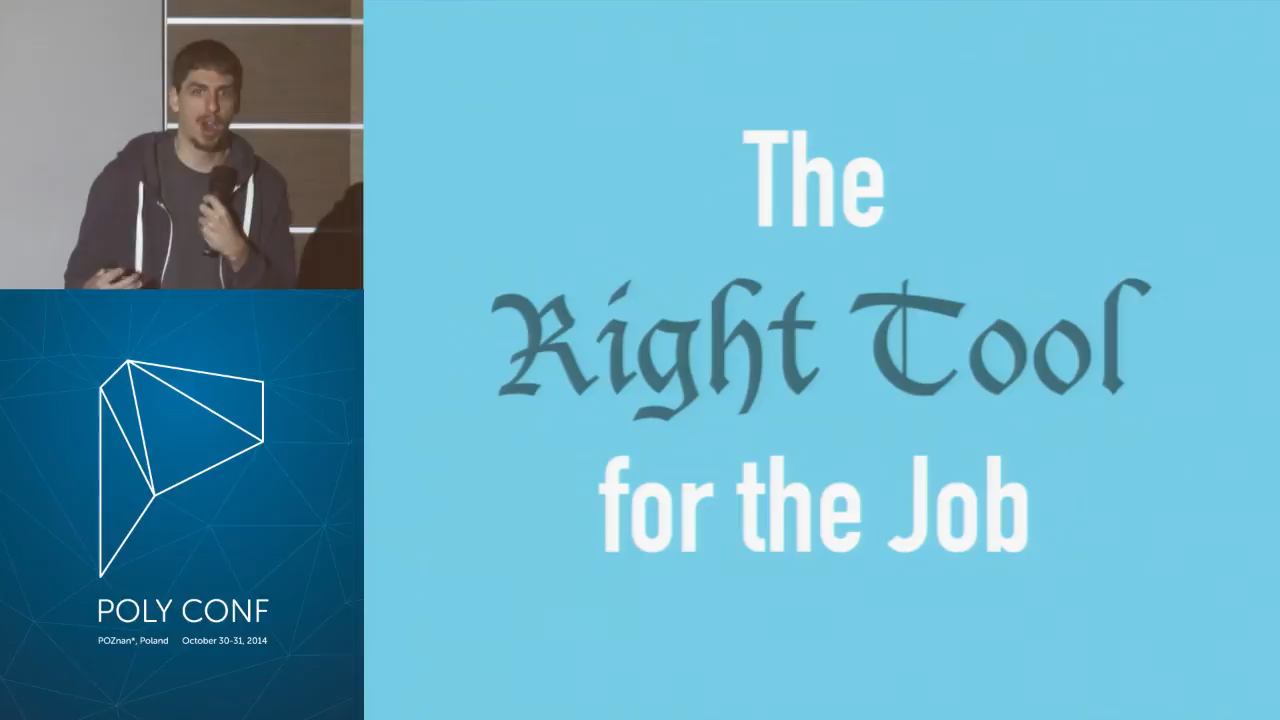 The
Right Tool
for the Job
POLY CONF
POZnan*, Poland October 30-31, 2014